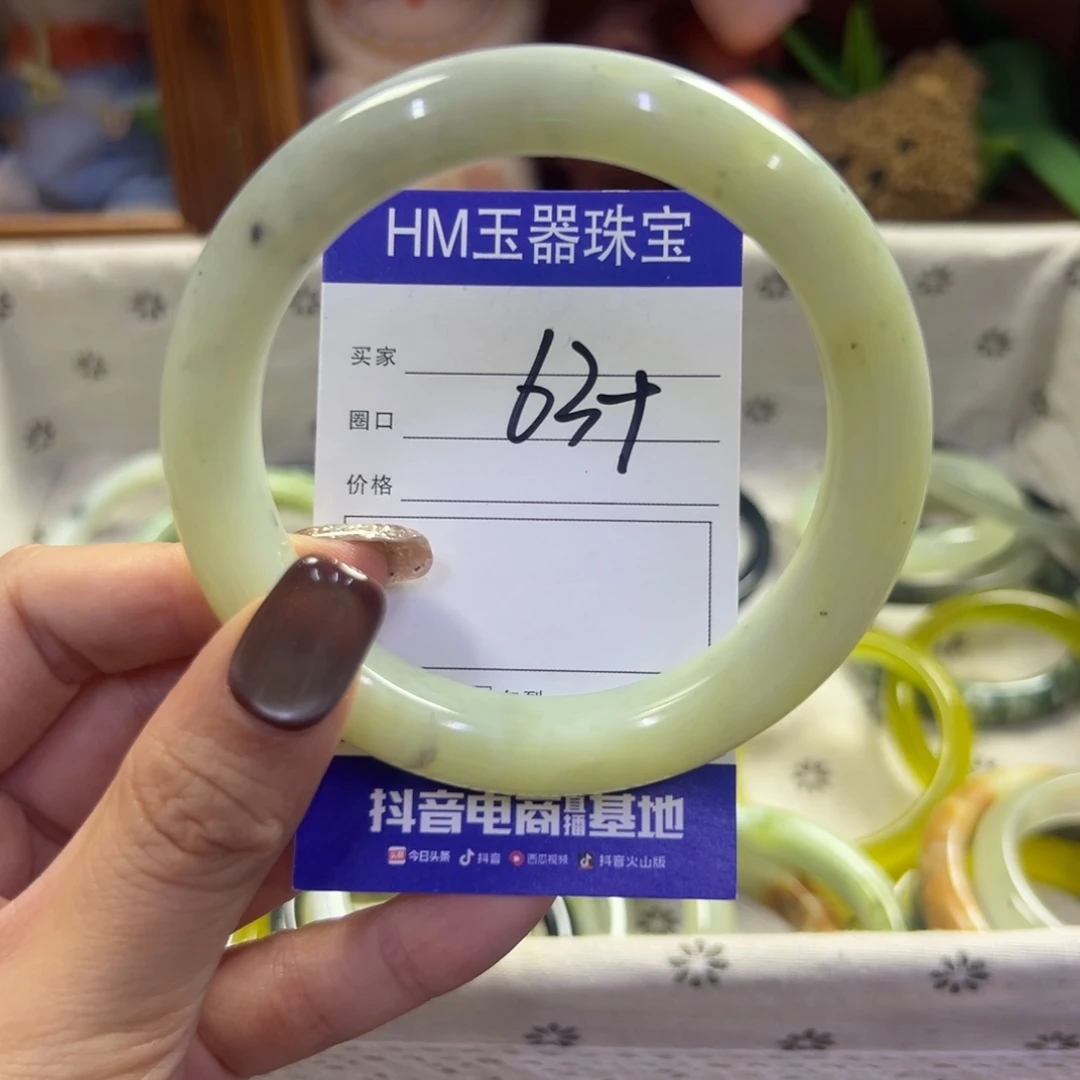 HM玉器珠宝
买家
圈口 63+
价格
抖音电商直播基地
今日头条 抖音 西瓜视频 抖音火山版